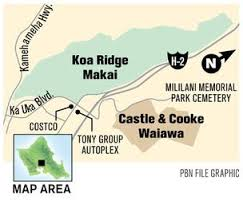 Kamehameha Hwy.
Koa Ridge
Makai
H-2
N
MILILANI MEMORIAL
PARK CEMETERY
Ka Uka Blvd.
COSTCO
TONY GROUP
AUTOPLEX
Castle & Cooke
Waiawa
MAP AREA
PBN FILE GRAPHIC